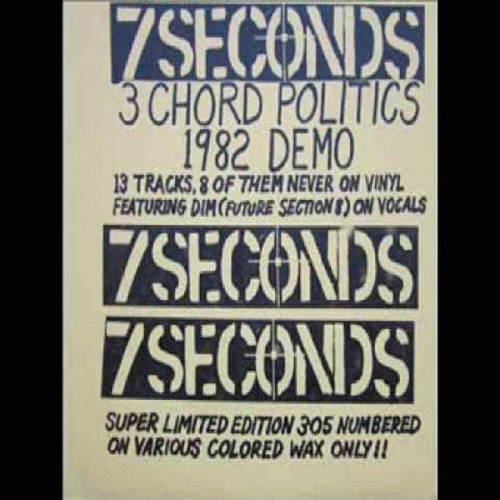 7SECONDS
3 CHORD POLITICS
1982 DEMO
13 TRACKS, 8 OF THEM NEVER ON VINYL
FEATURING DIM (FUTURE SECTION 8) ON VOCALS
7SECONDS
7SECONDS
SUPER LIMITED EDITION 305 NUMBERED
ON VARIOUS COLORED WAX ONLY!!